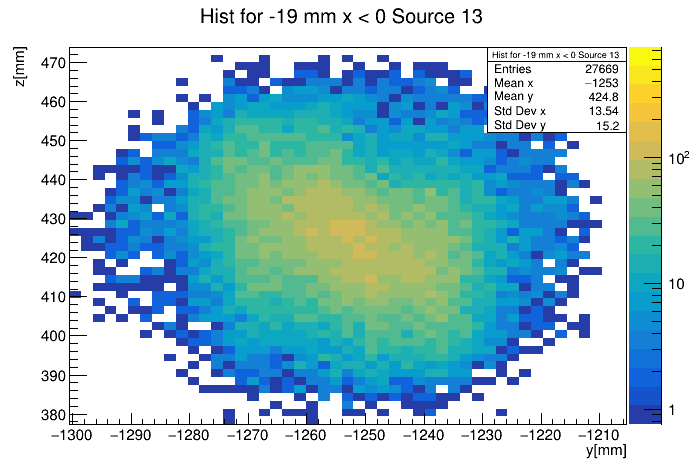 Hist for -19 mm x < 0 Source 13
z[mm]
Hist for -19 mm x < 0 Source 13
Entries 27669
Mean x −1253
Mean y 424.8
Std Dev x 13.54
Std Dev y 15.2
470
460
450
440
430
420
410
400
390
380
−1300 −1290 −1280 −1270 −1260 −1250 −1240 −1230 −1220 −1210
y[mm]
10²
10
1